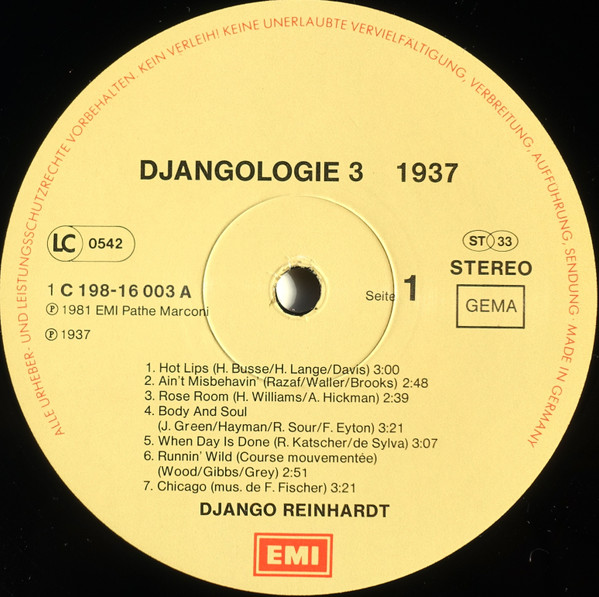 ALLE URHEBER- UND LEISTUNGSSCHUTZRECHTE VORBEHALTEN. KEIN VERLEIH! KEINE UNERLAUBTE VERVIELFÄLTIGUNG, VERBREITUNG, AUFFÜHRUNG, SENDUNG · MADE IN GERMANY
DJANGOLOGIE 3 1937
LC 0542
ST 33
STEREO
GEMA
1 C 198-16 003 A
Seite 1
℗ 1981 EMI Pathe Marconi
℗ 1937
1. Hot Lips (H. Busse/H. Lange/Davis) 3:00
2. Ain't Misbehavin' (Razaf/Waller/Brooks) 2:48
3. Rose Room (H. Williams/A. Hickman) 2:39
4. Body And Soul
(J. Green/Hayman/R. Sour/F. Eyton) 3:21
5. When Day Is Done (R. Katscher/de Sylva) 3:07
6. Runnin' Wild (Course mouvementée)
(Wood/Gibbs/Grey) 2:51
7. Chicago (mus. de F. Fischer) 3:21
DJANGO REINHARDT
EMI